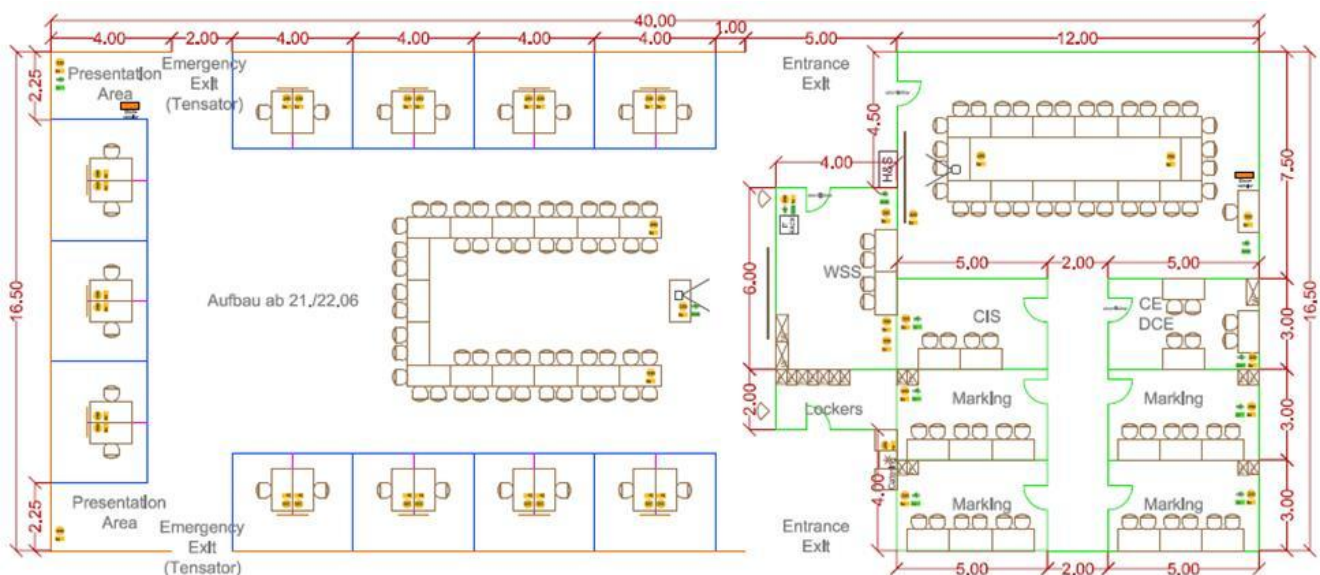 40.00
4.00
2.00
4.00
4.00
4.00
4.00
1.00
5.00
12.00
2.25
Presentation
Area
Emergency
Exit
(Tensator)
Entrance
Exit
4.50
7.50
H&S
4.00
16.50
6.00
WSS
5.00
2.00
5.00
16.50
Aufbau ab 21./22.06
CIS
CE
DCE
3.00
2.00
Lockers
Marking
Marking
3.00
2.25
Presentation
Area
Emergency
Exit
(Tensator)
4.00
Entrance
Exit
Marking
Marking
3.00
5.00
2.00
5.00